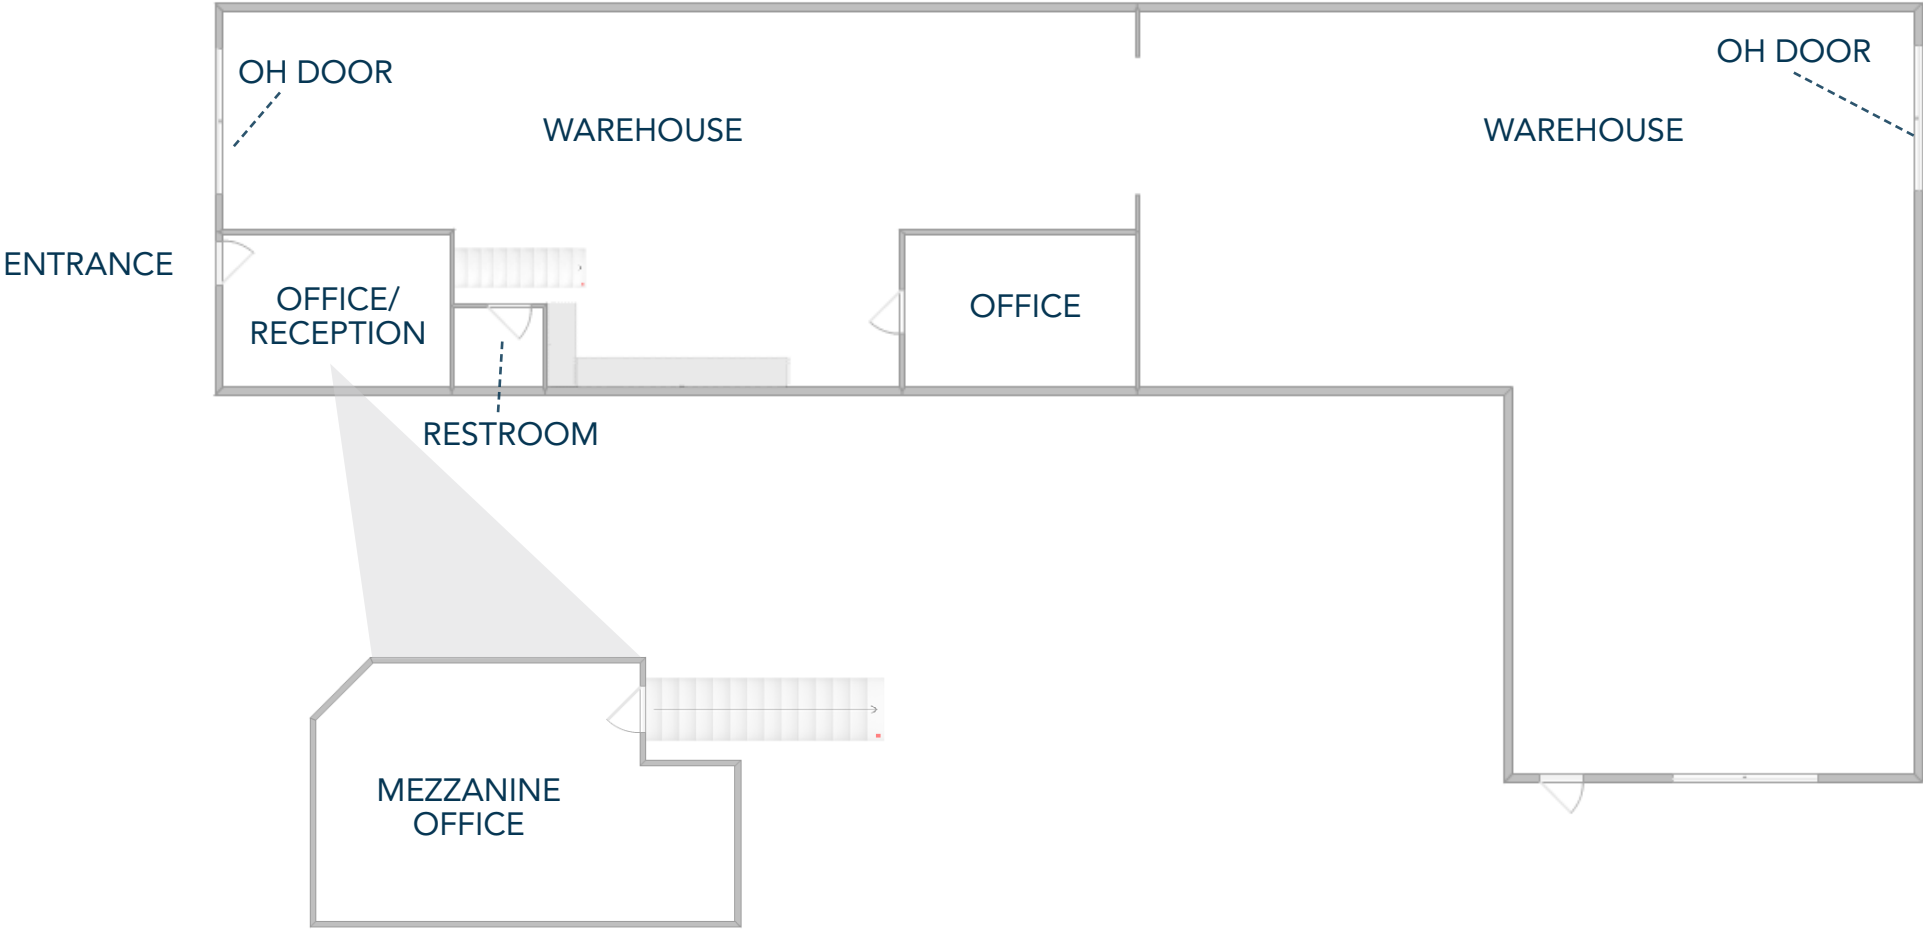 OH DOOR
OH DOOR
WAREHOUSE
WAREHOUSE
ENTRANCE
OFFICE/
RECEPTION
OFFICE
RESTROOM
MEZZANINE
OFFICE